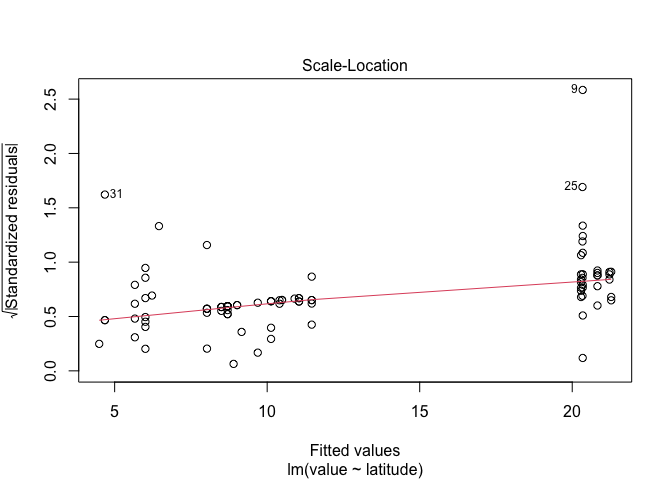 Scale-Location
√|Standardized residuals|
2.5
2.0
1.5
1.0
0.5
0.0
9
25
31
5 10 15 20
Fitted values
lm(value ~ latitude)